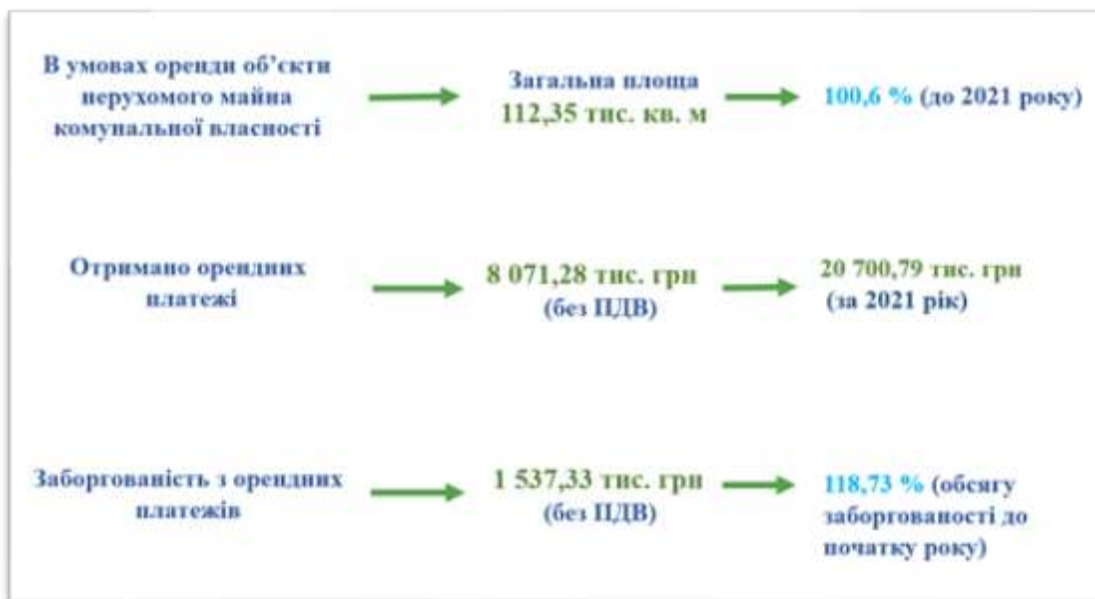 В умовах оренди об’єкти
нерухомого майна
комунальної власності
Загальна площа
112,35 тис. кв. м
100,6 % (до 2021 року)
Отримано орендних
платежі
8 071,28 тис. грн
(без ПДВ)
20 700,79 тис. грн
(за 2021 рік)
Заборгованість з орендних
платежів
1 537,33 тис. грн
(без ПДВ)
118,73 % (обсягу
заборгованості до
початку року)